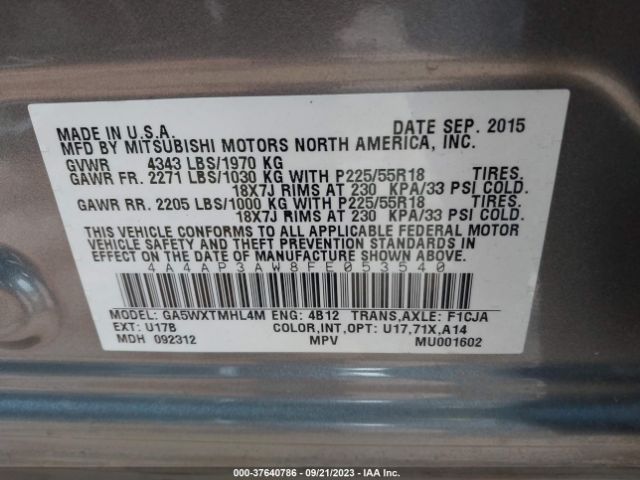 MADE IN U.S.A. DATE SEP. 2015
MFD BY MITSUBISHI MOTORS NORTH AMERICA, INC.
GVWR 4343 LBS/1970 KG
GAWR FR. 2271 LBS/1030 KG WITH P225/55R18 TIRES.
18X7J RIMS AT 230 KPA/33 PSI COLD.
GAWR RR. 2205 LBS/1000 KG WITH P225/55R18 TIRES.
18X7J RIMS AT 230 KPA/33 PSI COLD.
THIS VEHICLE CONFORMS TO ALL APPLICABLE FEDERAL MOTOR
VEHICLE SAFETY AND THEFT PREVENTION STANDARDS IN
EFFECT ON THE DATE OF MANUFACTURE SHOWN ABOVE.
4A4AP3AW8FE053540
MODEL: GA5WXTMHL4M ENG: 4B12 TRANS,AXLE: F1CJA
EXT: U17B COLOR,INT,OPT: U17,71X,A14
MDH 092312 MPV MU001602
000-37640786 - 09/21/2023 - IAA Inc.